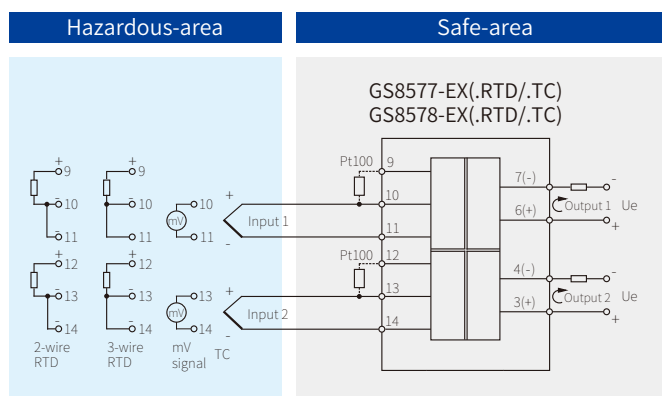 Hazardous-area
Safe-area
GS8577-EX(.RTD/.TC)
GS8578-EX(.RTD/.TC)
+
9
-
10
-
11
+
9
-
10
-
11
mV
10
11
+
Input 1
-
Pt100
9
10
11
7(-)
6(+)
-
Output 1
Ue
+
+
12
-
13
-
14
+
12
-
13
-
14
mV
13
14
+
Input 2
-
Pt100
12
13
14
4(-)
3(+)
-
Output 2
Ue
+
2-wire
RTD
3-wire
RTD
mV
signal
TC